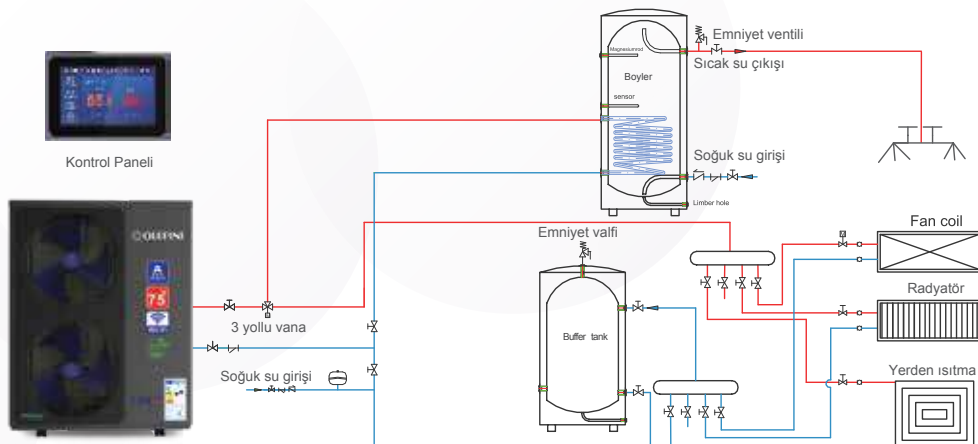 Emniyet ventili
Magnesiumrod
Sıcak su çıkışı
Boyler
sensor
Kontrol Paneli
Soğuk su girişi
Limber hole
Emniyet valfi
Fan coil
A
75
Radyatör
3 yollu vana
Buffer tank
Yerden ısıtma
Soğuk su girişi